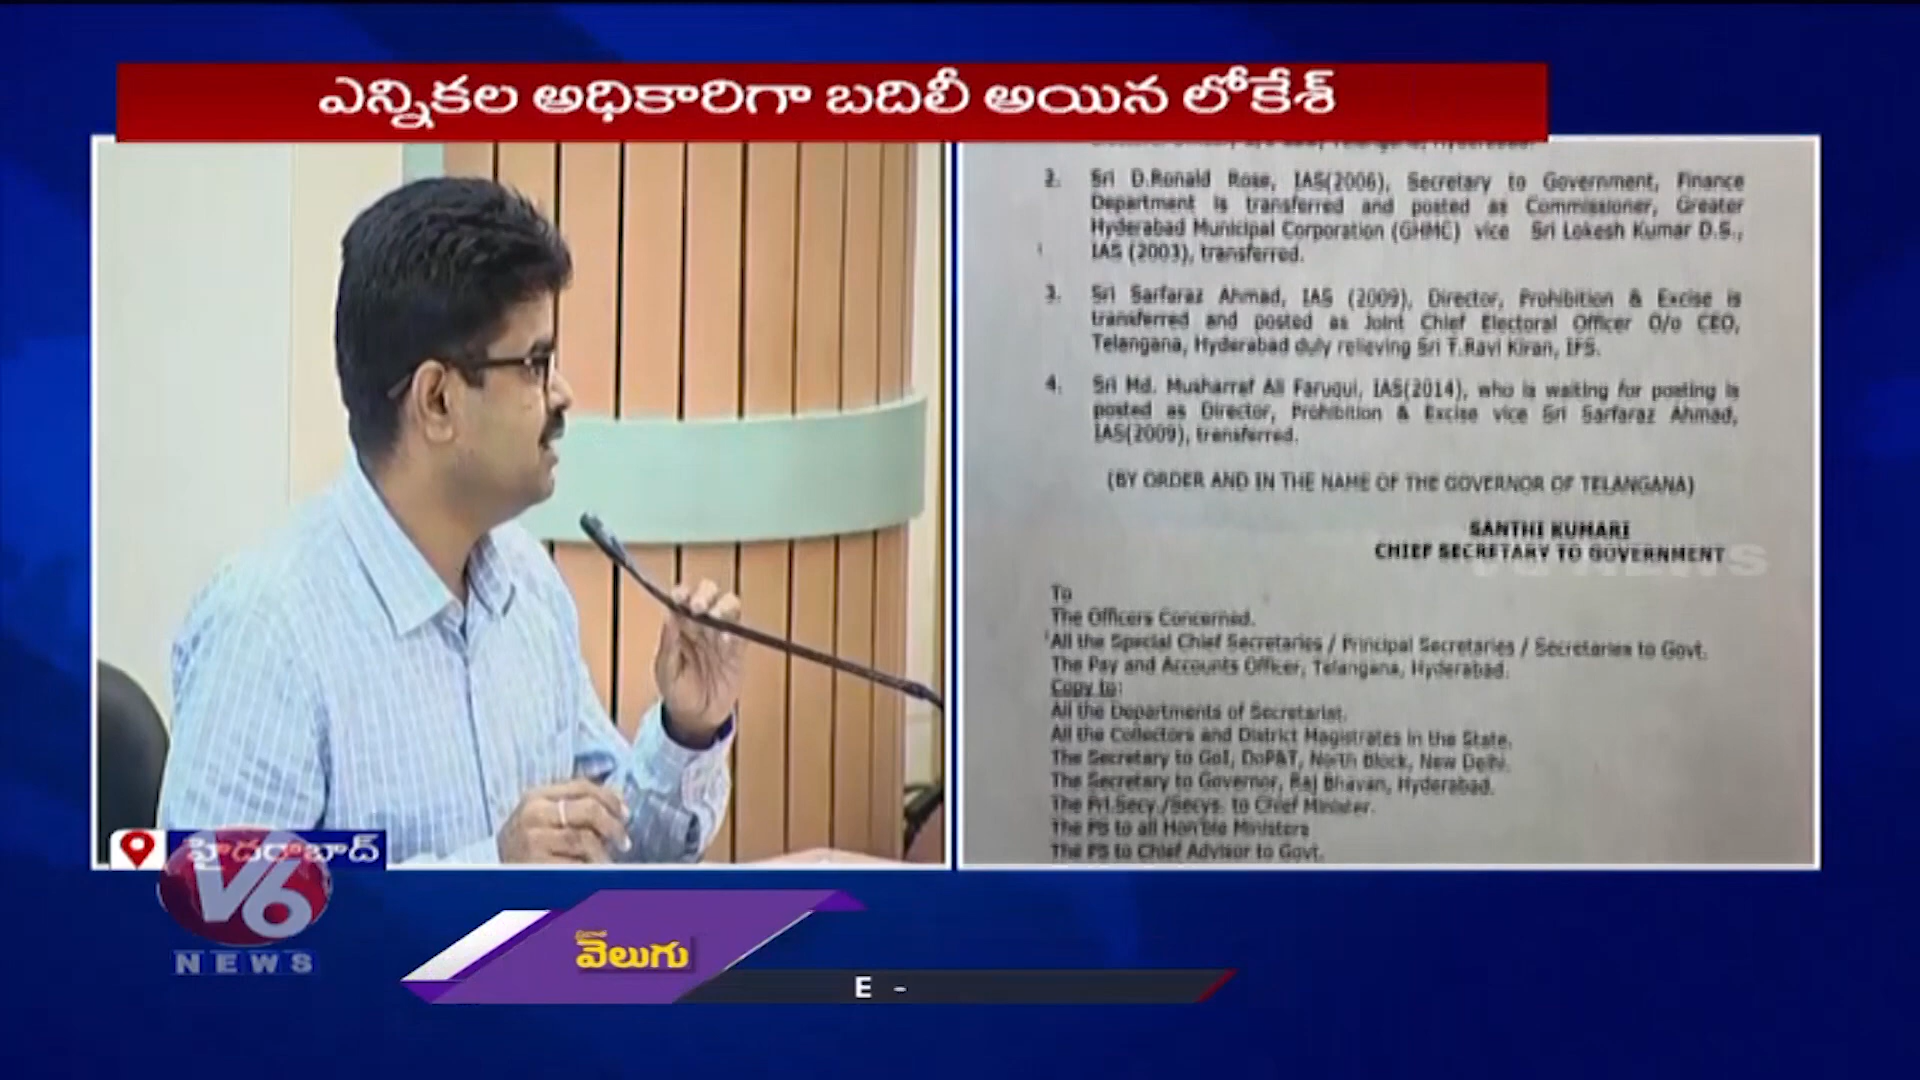 ఎన్నికల అధికారిగా బదిలీ అయిన లోకేశ్
2. Sri D.Ronald Rose, IAS(2006), Secretary to Government, Finance
Department is transferred and posted as Commissioner, Greater
Hyderabad Municipal Corporation (GHMC) vice Sri Lokesh Kumar D.S.,
IAS (2003), transferred.
3. Sri Sarfaraz Ahmad, IAS (2009), Director, Prohibition & Excise is
transferred and posted as Joint Chief Electoral Officer O/o CEO,
Telangana, Hyderabad duly relieving Sri T.Ravi Kiran, IFS.
4. Sri Md. Musharraf Ali Faruqui, IAS(2014), who is waiting for posting is
posted as Director, Prohibition & Excise vice Sri Sarfaraz Ahmad,
IAS(2009), transferred.
(BY ORDER AND IN THE NAME OF THE GOVERNOR OF TELANGANA)
SANTHI KUMARI
CHIEF SECRETARY TO GOVERNMENT
To
The Officers Concerned.
All the Special Chief Secretaries / Principal Secretaries / Secretaries to Govt.
The Pay and Accounts Officer, Telangana, Hyderabad.
Copy to:
All the Departments of Secretariat.
All the Collectors and District Magistrates in the State.
The Secretary to GoI, DoP&T, North Block, New Delhi.
The Secretary to Governor, Raj Bhavan, Hyderabad.
The Prl.Secy./Secys. to Chief Minister.
The PS to all Hon'ble Ministers
The PS to Chief Advisor to Govt.
హైదరాబాద్
V6
NEWS
వెలుగు
E -